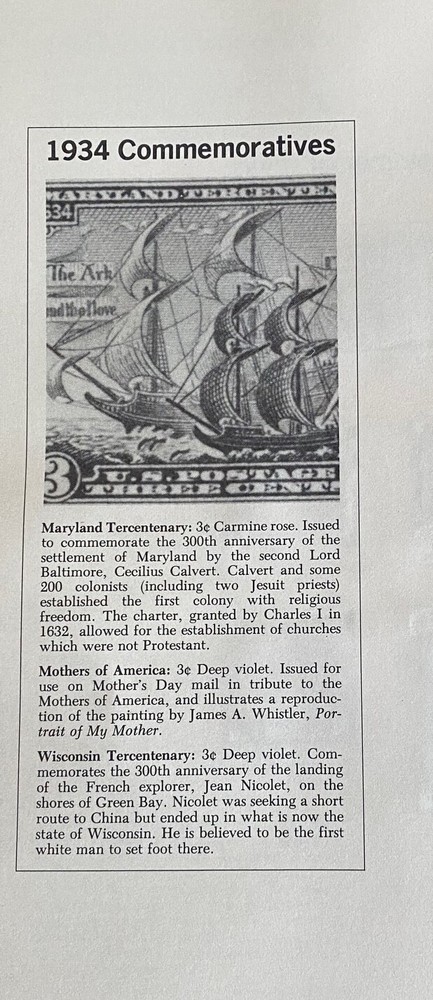 1934 Commemoratives
MARYLAND TERCENTEN
634
The Ark
and the Dove
3 U.S. POSTAGE
THREE CENT
Maryland Tercentenary: 3¢ Carmine rose. Issued
to commemorate the 300th anniversary of the
settlement of Maryland by the second Lord
Baltimore, Cecilius Calvert. Calvert and some
200 colonists (including two Jesuit priests)
established the first colony with religious
freedom. The charter, granted by Charles I in
1632, allowed for the establishment of churches
which were not Protestant.
Mothers of America: 3¢ Deep violet. Issued for
use on Mother's Day mail in tribute to the
Mothers of America, and illustrates a reproduc-
tion of the painting by James A. Whistler, Por-
trait of My Mother.
Wisconsin Tercentenary: 3¢ Deep violet. Com-
memorates the 300th anniversary of the landing
of the French explorer, Jean Nicolet, on the
shores of Green Bay. Nicolet was seeking a short
route to China but ended up in what is now the
state of Wisconsin. He is believed to be the first
white man to set foot there.